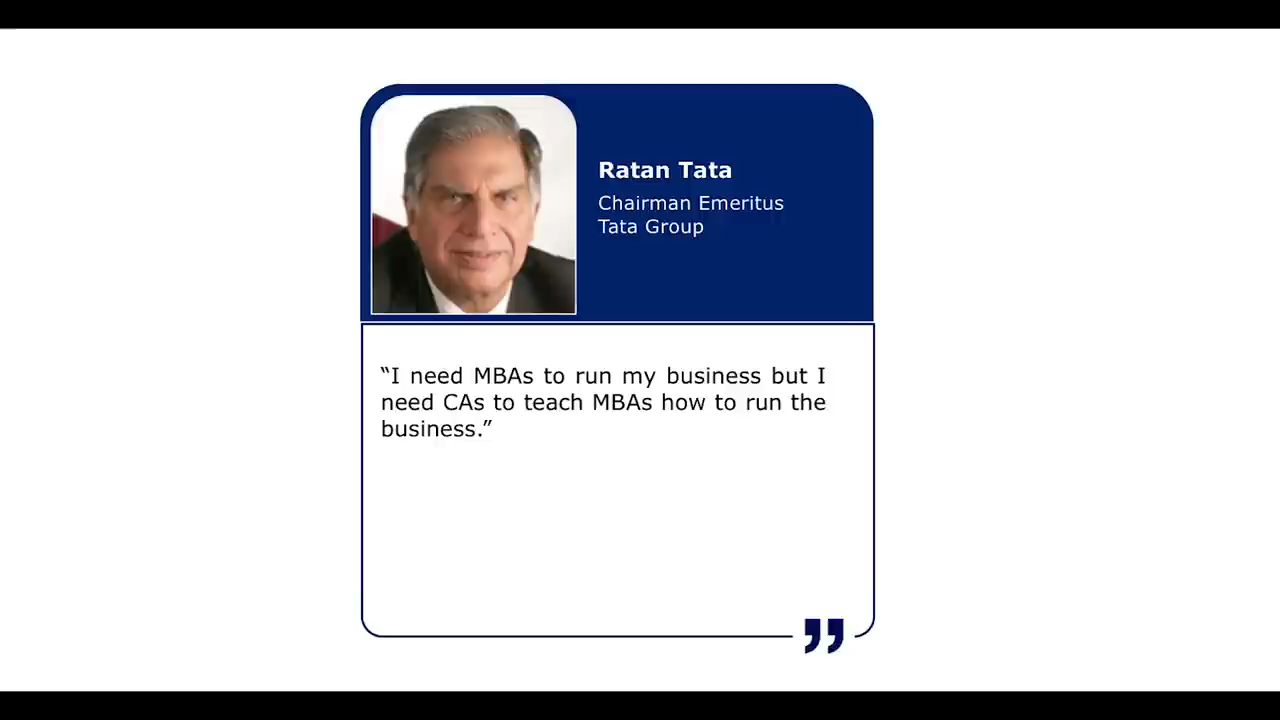 Ratan Tata
Chairman Emeritus
Tata Group
“I need MBAs to run my business but I
need CAs to teach MBAs how to run the
business.”
”